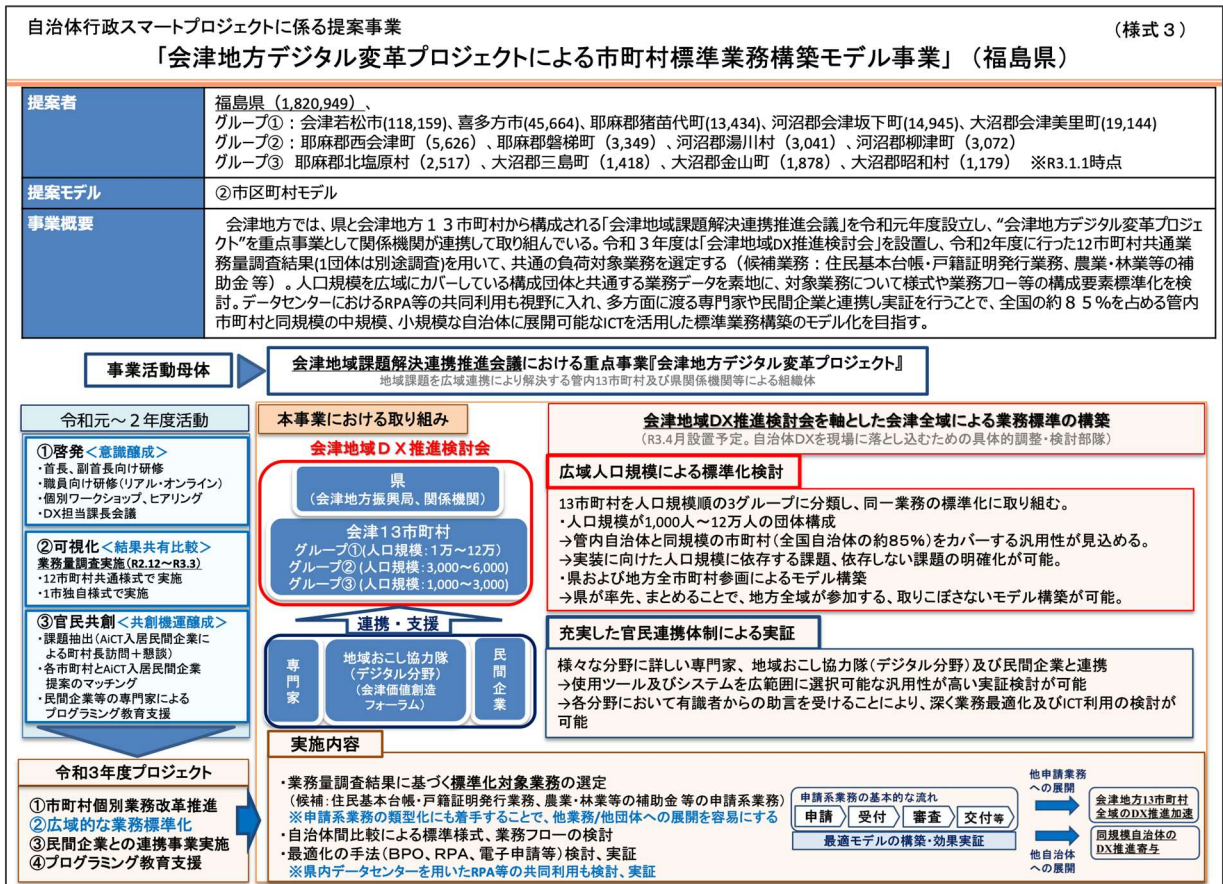 自治体行政スマートプロジェクトに係る提案事業
（様式３）
「会津地方デジタル変革プロジェクトによる市町村標準業務構築モデル事業」（福島県）
提案者
福島県（1,820,949）、
グループ①：会津若松市(118,159)、喜多方市(45,664)、耶麻郡猪苗代町(13,434)、河沼郡会津坂下町(14,945)、大沼郡会津美里町(19,144)
グループ②：耶麻郡西会津町（5,626）、耶麻郡磐梯町（3,349）、河沼郡湯川村（3,041）、河沼郡柳津町（3,072）
グループ③ 耶麻郡北塩原村（2,517）、大沼郡三島町（1,418）、大沼郡金山町（1,878）、大沼郡昭和村（1,179） ※R3.1.1時点
提案モデル
②市区町村モデル
事業概要
会津地方では、県と会津地方１３市町村から構成される「会津地域課題解決連携推進会議」を令和元年度設立し、“会津地方デジタル変革プロジェ
クト”を重点事業として関係機関が連携して取り組んでいる。令和３年度は「会津地域DX推進検討会」を設置し、令和2年度に行った12市町村共通業
務量調査結果(1団体は別途調査)を用いて、共通の負荷対象業務を選定する（候補業務：住民基本台帳・戸籍証明発行業務、農業・林業等の補
助金 等）。人口規模を広域にカバーしている構成団体と共通する業務データを素地に、対象業務について様式や業務フロー等の構成要素標準化を検
討。データセンターにおけるRPA等の共同利用も視野に入れ、多方面に渡る専門家や民間企業と連携し実証を行うことで、全国の約８５％を占める管内
市町村と同規模の中規模、小規模な自治体に展開可能なICTを活用した標準業務構築のモデル化を目指す。
事業活動母体
会津地域課題解決連携推進会議における重点事業『会津地方デジタル変革プロジェクト』
地域課題を広域連携により解決する管内13市町村及び県関係機関等による組織体
令和元～２年度活動
①啓発＜意識醸成＞
・首長、副首長向け研修
・職員向け研修(リアル・オンライン)
・個別ワークショップ、ヒアリング
・DX担当課長会議
②可視化＜結果共有比較＞
業務量調査実施(R2.12～R3.3)
・12市町村共通様式で実施
・1市独自様式で実施
③官民共創＜共創機運醸成＞
・課題抽出(AiCT入居民間企業に
よる町村長訪問＋懇談)
・各市町村とAiCT入居民間企業
提案のマッチング
・民間企業等の専門家による
プログラミング教育支援
令和3年度プロジェクト
①市町村個別業務改革推進
②広域的な業務標準化
③民間企業との連携事業実施
④プログラミング教育支援
本事業における取り組み
会津地域ＤＸ推進検討会
県
(会津地方振興局、関係機関)
会津13市町村
グループ①(人口規模：1万～12万)
グループ②(人口規模：3,000～6,000)
グループ③(人口規模：1,000～3,000)
連携・支援
専門家
地域おこし協力隊
(デジタル分野)
(会津価値創造
フォーラム)
民間企業
会津地域DX推進検討会を軸とした会津全域による業務標準の構築
(R3.4月設置予定。自治体DXを現場に落とし込むための具体的調整・検討部隊)
広域人口規模による標準化検討
13市町村を人口規模順の3グループに分類し、同一業務の標準化に取り組む。
・人口規模が1,000人～12万人の団体構成
→管内自治体と同規模の市町村(全国自治体の約85%)をカバーする汎用性が見込める。
→実装に向けた人口規模に依存する課題、依存しない課題の明確化が可能。
・県および地方全市町村参画によるモデル構築
→県が率先、まとめることで、地方全域が参加する、取りこぼさないモデル構築が可能。
充実した官民連携体制による実証
様々な分野に詳しい専門家、地域おこし協力隊(デジタル分野)及び民間企業と連携
→使用ツール及びシステムを広範囲に選択可能な汎用性が高い実証検討が可能
→各分野において有識者からの助言を受けることにより、深く業務最適化及びICT利用の検討が
可能
実施内容
・業務量調査結果に基づく標準化対象業務の選定
(候補：住民基本台帳・戸籍証明発行業務、農業・林業等の補助金 等の申請系業務)
※申請系業務の類型化にも着手することで、他業務/他団体への展開を容易にする
・自治体間比較による標準様式、業務フローの検討
・最適化の手法(BPO、RPA、電子申請等)検討、実証
※県内データセンターを用いたRPA等の共同利用も検討、実証
申請系業務の基本的な流れ
申請 受付 審査 交付等
最適モデルの構築・効果実証
他申請業務
への展開
会津地方13市町村
全域のDX推進加速
同規模自治体の
DX推進寄与
他自治体
への展開